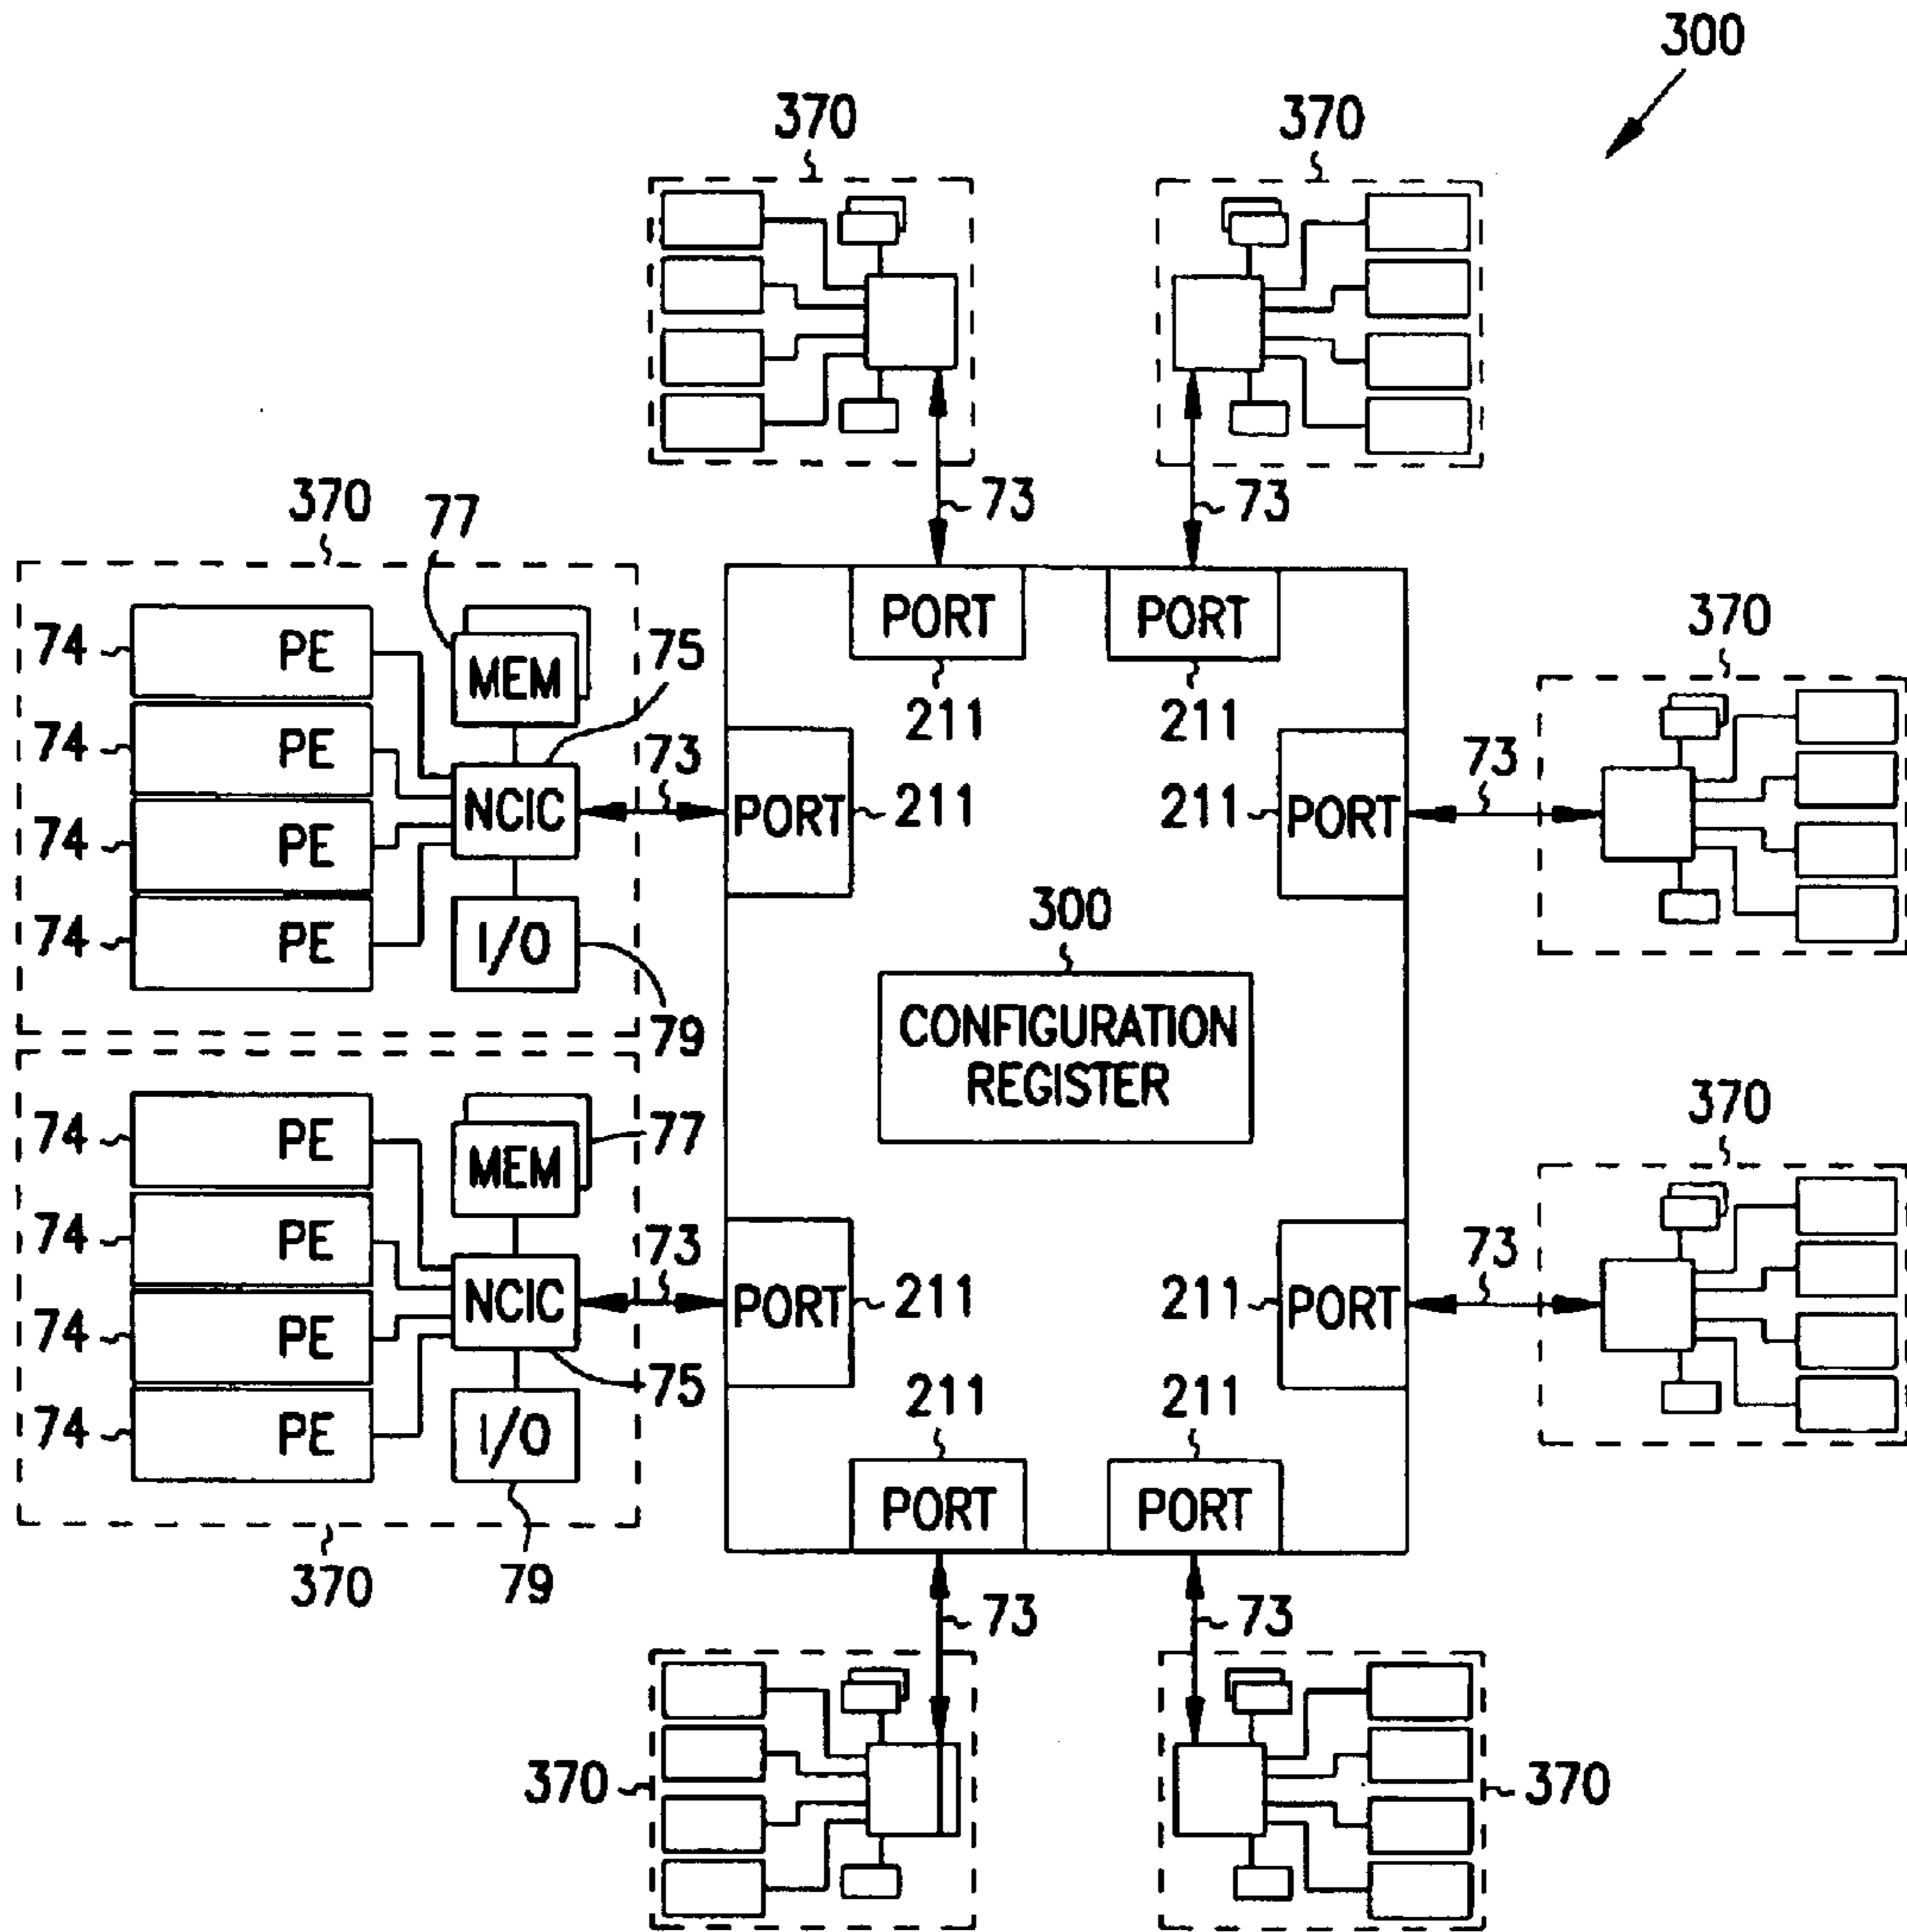 300
370
370
73
73
370
77
PORT
PORT
370
74
PE
MEM
75
211
211
74
PE
73
73
NCIC
PORT
211
211
PORT
74
PE
300
74
PE
I/O
CONFIGURATION
REGISTER
79
370
74
PE
77
MEM
74
PE
73
73
211
211
NCIC
PORT
PORT
74
PE
75
211
211
74
PE
I/O
PORT
PORT
370
79
73
73
370
370